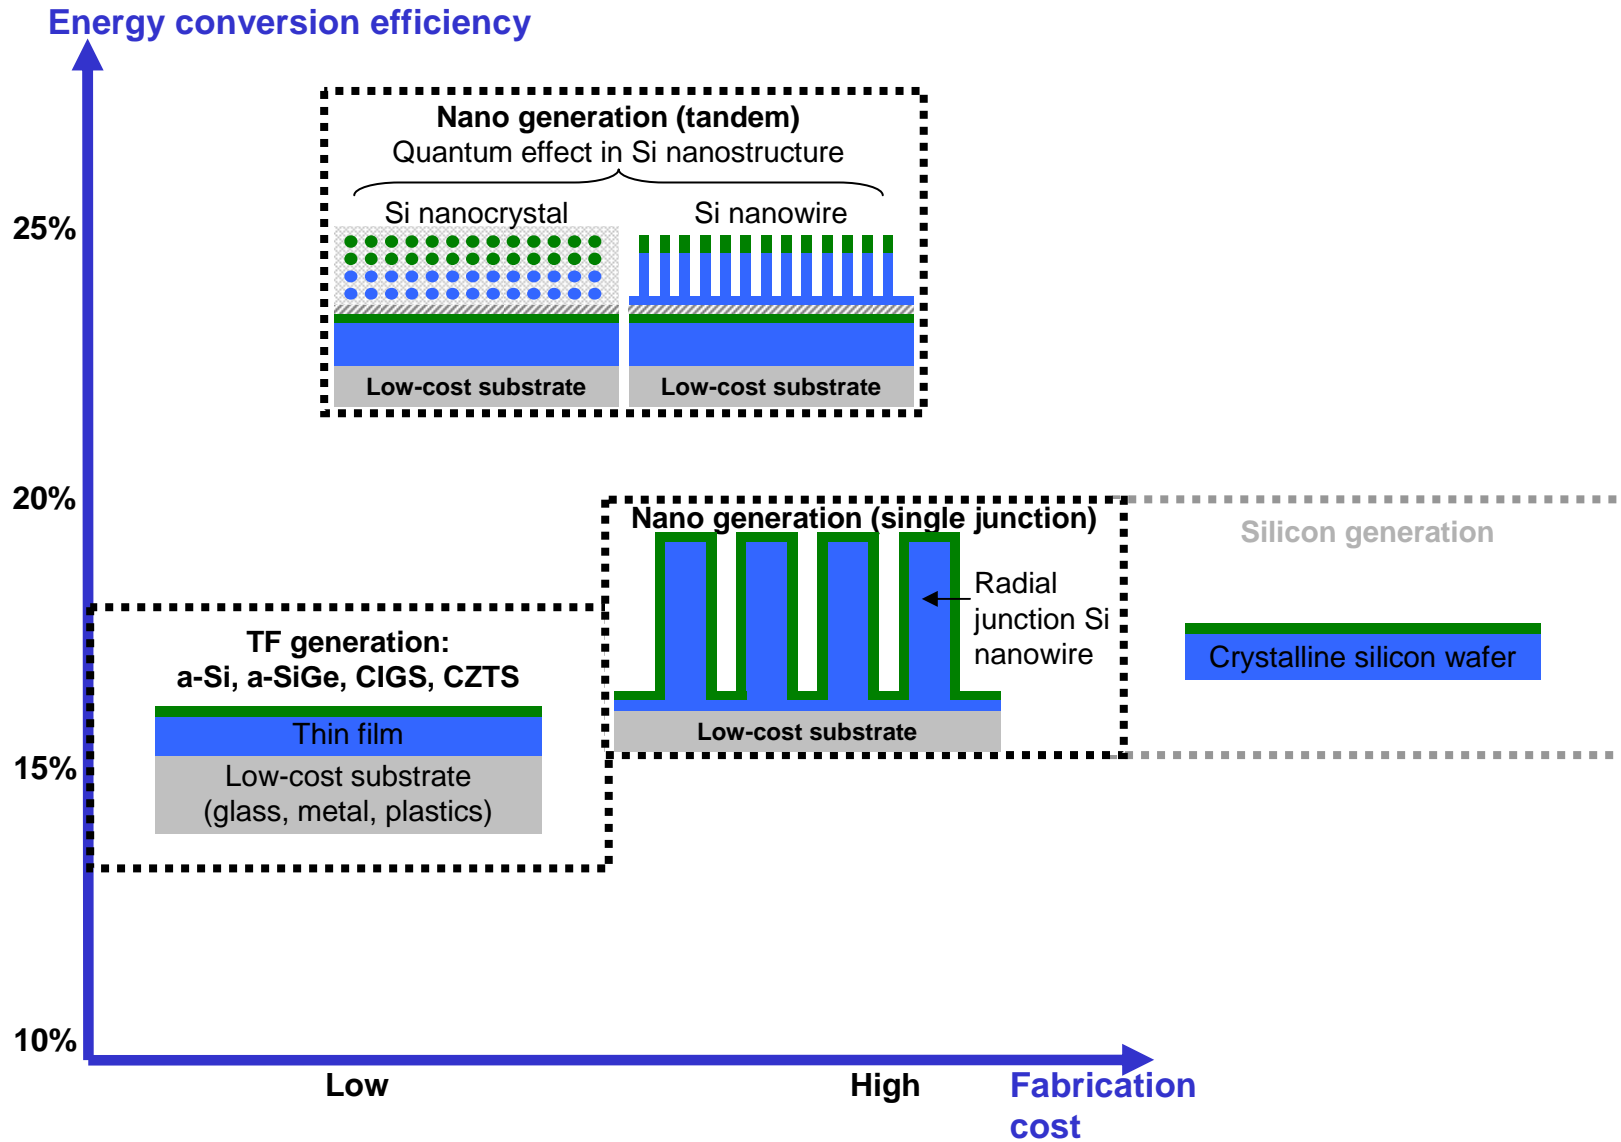 Energy conversion efficiency
Nano generation (tandem)
Quantum effect in Si nanostructure
Si nanocrystal
Si nanowire
25%
Low-cost substrate
Low-cost substrate
20%
Nano generation (single junction)
Silicon generation
Radial
junction Si
nanowire
Crystalline silicon wafer
TF generation:
a-Si, a-SiGe, CIGS, CZTS
Thin film
Low-cost substrate
15%
Low-cost substrate
(glass, metal, plastics)
10%
Low
High
Fabrication
cost